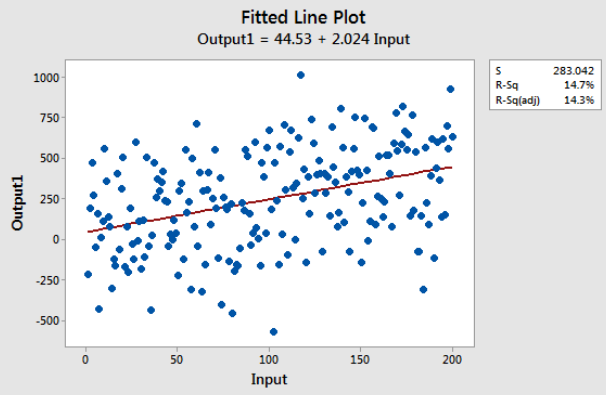 Fitted Line Plot
Output1 = 44.53 + 2.024 Input
S 283.042
R-Sq 14.7%
R-Sq(adj) 14.3%
1000
750
500
250
0
-250
-500
Output1
0 50 100 150 200
Input